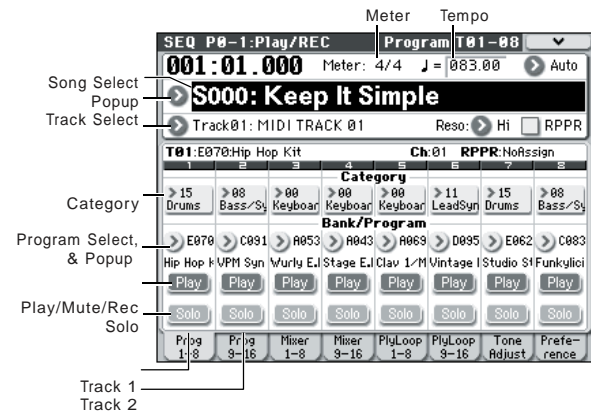 Meter Tempo
SEQ P0-1:Play/REC Program T01-08
001:01.000 Meter: 4/4 ♩= 083.00 Auto
Song Select
Popup
S000: Keep It Simple
Track Select
Track01: MIDI TRACK 01 Reso: Hi RPPR
T01:E070:Hip Hop Kit Ch:01 RPPR:NoAssign
1 2 3 4 5 6 7 8
Category
Category
15 08 00 00 00 11 15 08
Drums Bass/Sy Keyboar Keyboar Keyboar LeadSyn Drums Bass/Sy
Bank/Program
Program Select,
& Popup
E070 C091 A053 A043 A069 D095 E062 C083
Hip Hop K VPM Syn Wurly E. Stage E. Clav 1/M Vintage Studio St Funkylici
Play Play Play Play Play Play Play Play
Play/Mute/Rec
Solo
Solo Solo Solo Solo Solo Solo Solo Solo
Prog 1-8 Prog 9-16 Mixer 1-8 Mixer 9-16 PlyLoop 1-8 PlyLoop 9-16 Tone Adjust Prefe-rence
Track 1
Track 2